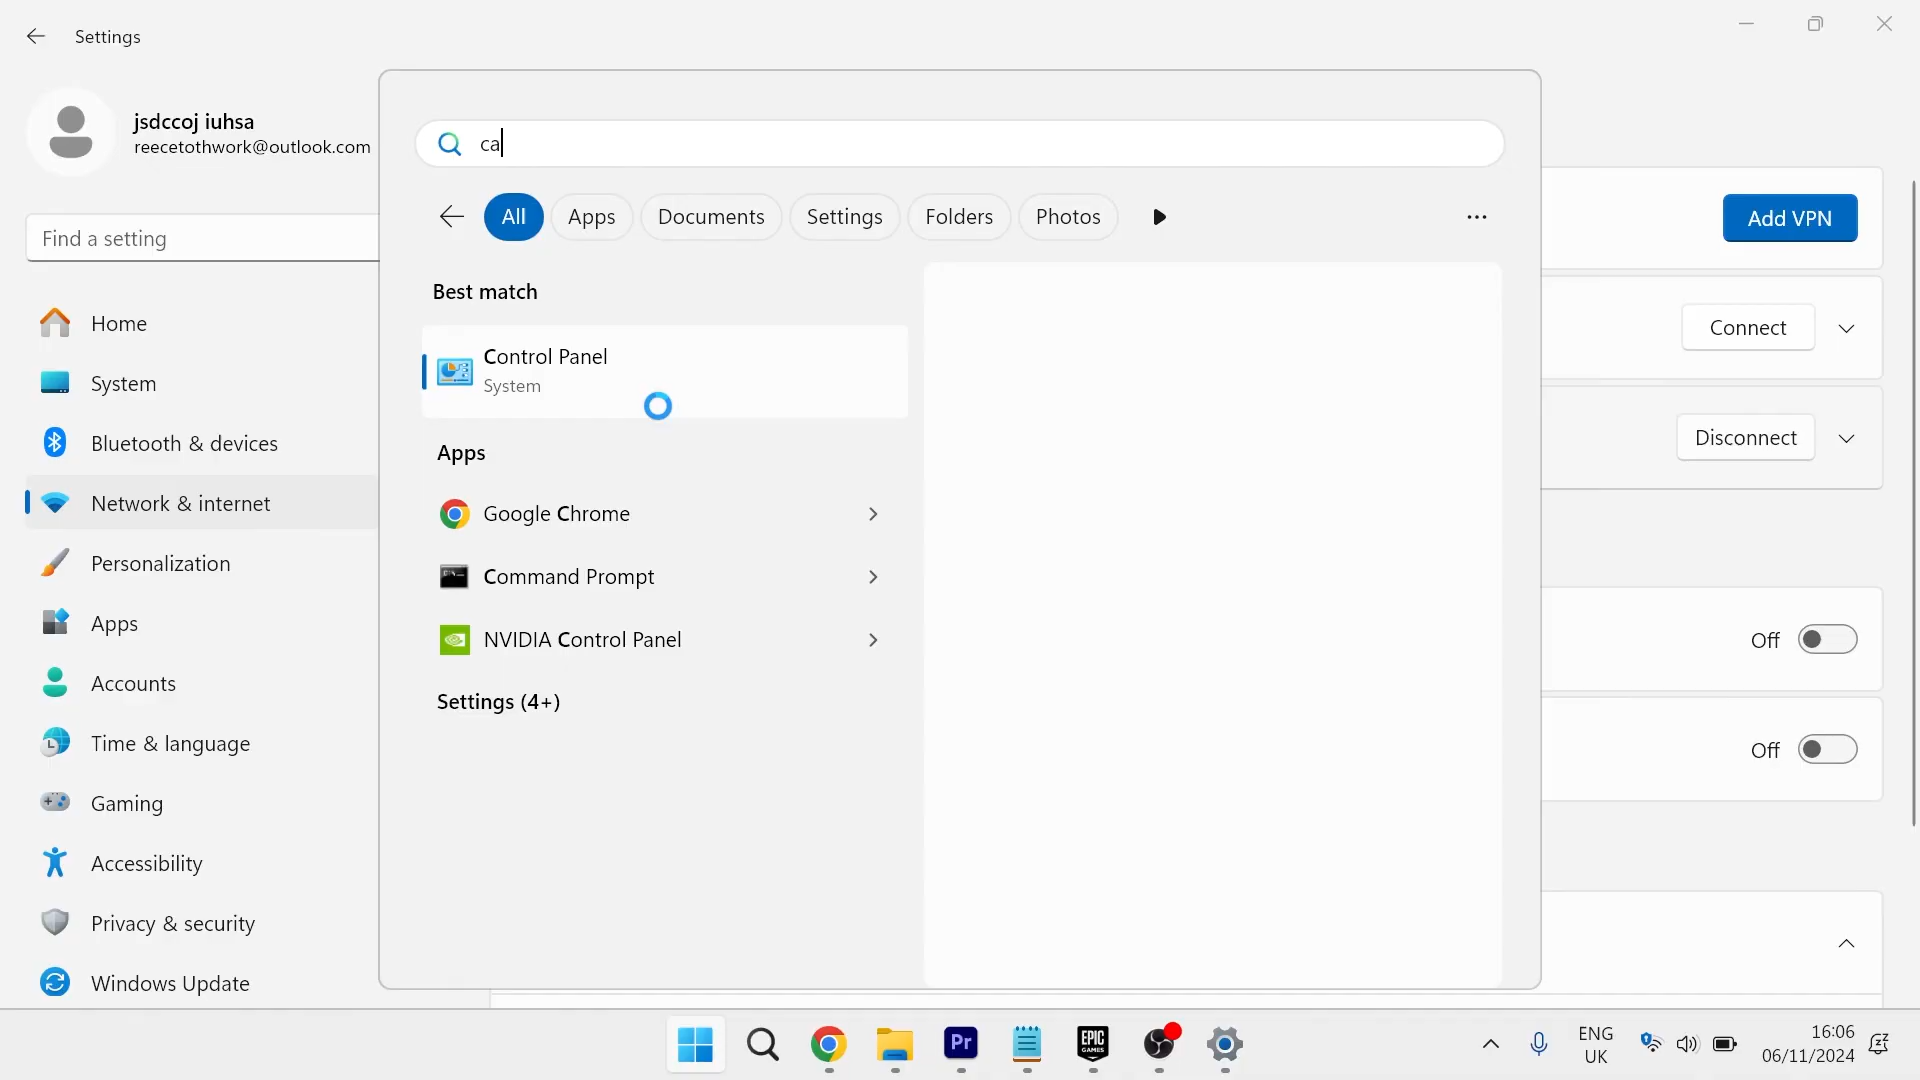 Settings
jsdccoj iuhsa
reecetothwork@outlook.com
Find a setting
Home
System
Bluetooth & devices
Network & internet
Personalization
Apps
Accounts
Time & language
Gaming
Accessibility
Privacy & security
Windows Update
ca
All Apps Documents Settings Folders Photos
Best match
Control Panel
System
Apps
Google Chrome
Command Prompt
NVIDIA Control Panel
Settings (4+)
Add VPN
Connect
Disconnect
Off
Off
Pr
EPIC
GAMES
ENG
UK
16:06
06/11/2024